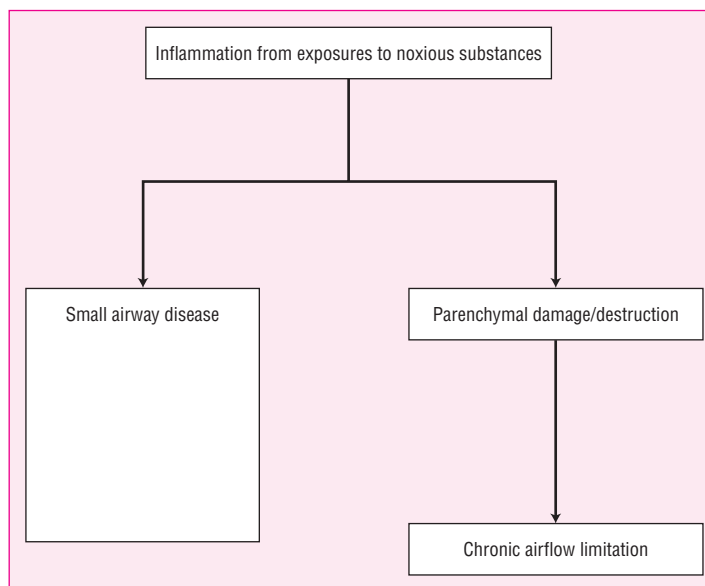 Inflammation from exposures to noxious substances
Small airway disease
Parenchymal damage/destruction
Chronic airflow limitation